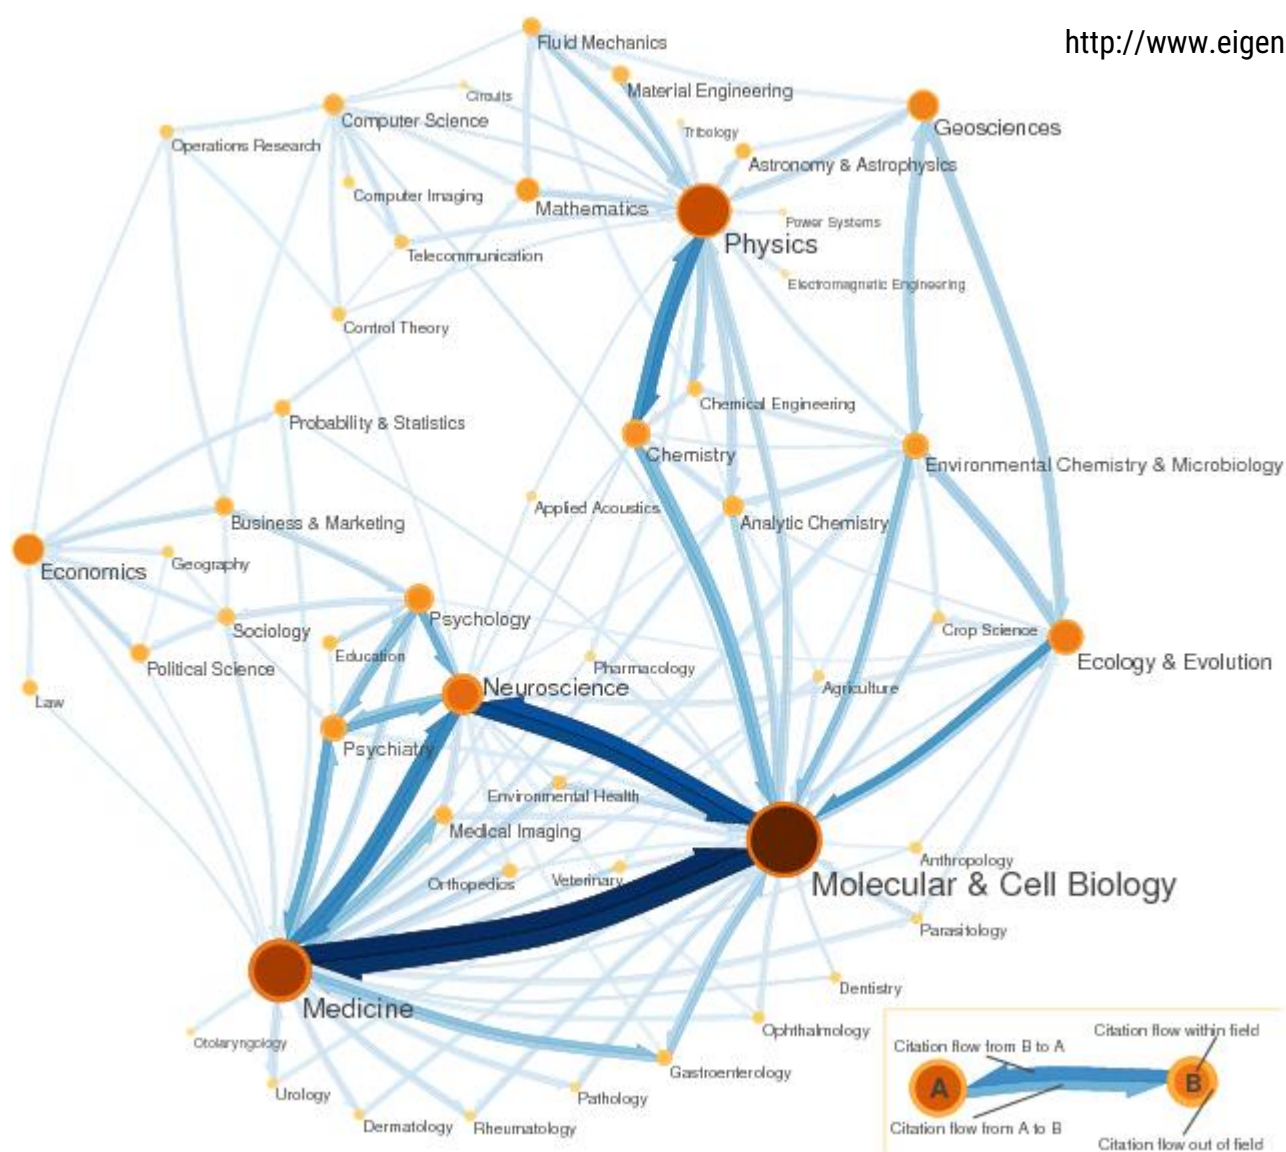 http://www.eigen
Fluid Mechanics
Material Engineering
Circuits
Computer Science
Tribology
Geosciences
Operations Research
Astronomy & Astrophysics
Computer Imaging
Mathematics
Power Systems
Physics
Telecommunication
Electromagnetic Engineering
Control Theory
Chemical Engineering
Probability & Statistics
Chemistry
Environmental Chemistry & Microbiology
Applied Acoustics
Analytic Chemistry
Business & Marketing
Geography
Economics
Psychology
Sociology
Crop Science
Education
Ecology & Evolution
Political Science
Pharmacology
Neuroscience
Agriculture
Law
Psychiatry
Environmental Health
Medical Imaging
Anthropology
Orthopedics
Veterinary
Molecular & Cell Biology
Parasitology
Dentistry
Medicine
Ophthalmology
Otolaryngology
Gastroenterology
Urology
Pathology
Dermatology
Rheumatology
Citation flow within field
Citation flow from B to A
A
B
Citation flow from A to B
Citation flow out of field